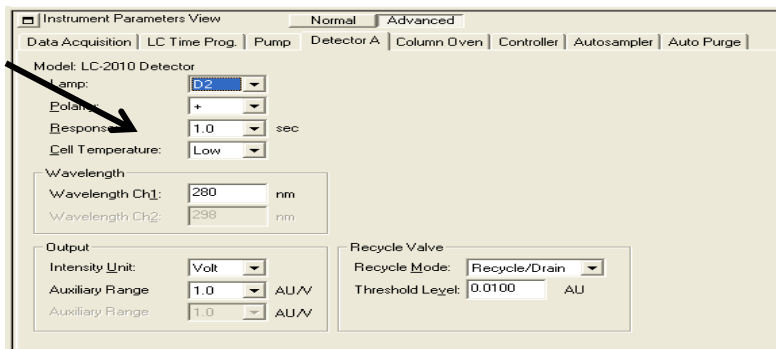 Instrument Parameters View Normal Advanced
Data Acquisition LC Time Prog. Pump Detector A Column Oven Controller Autosampler Auto Purge
Model: LC-2010 Detector
Lamp: D2
+
Response 1.0 sec
Cell Temperature: Low
Wavelength
Wavelength Ch1: 280 nm
Wavelength Ch2: 298 nm
Output Recycle Valve
Intensity Unit: Volt Recycle Mode: Recycle/Drain
Auxiliary Range 1.0 AU/V Threshold Level: 0.0100 AU
Auxiliary Range 1.0 AU/V